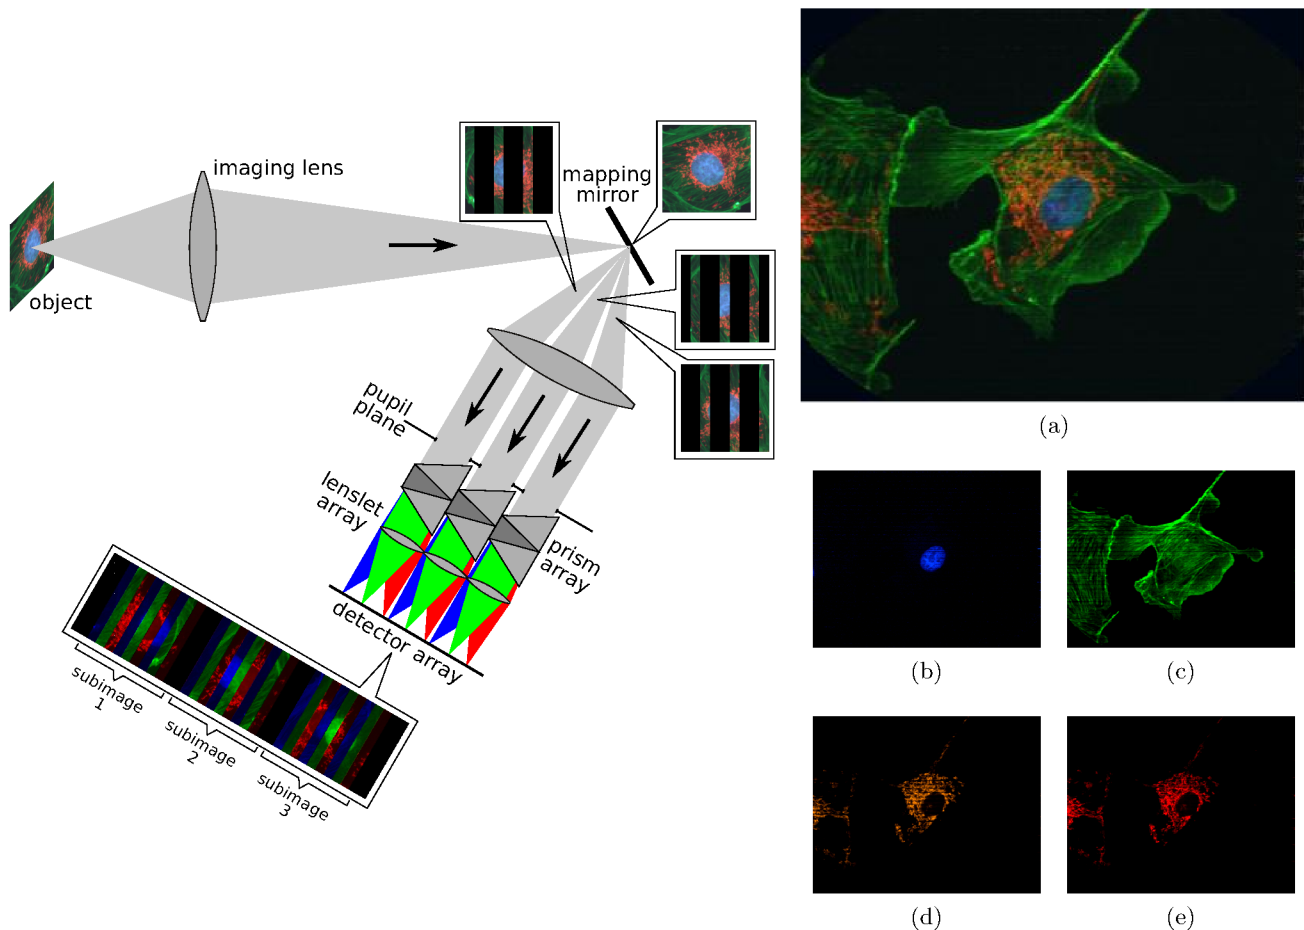 imaging lens
mapping
mirror
object
pupil
plane
lenslet
array
prism
array
detector array
subimage
1
subimage
2
subimage
3
(a)
(b)
(c)
(d)
(e)